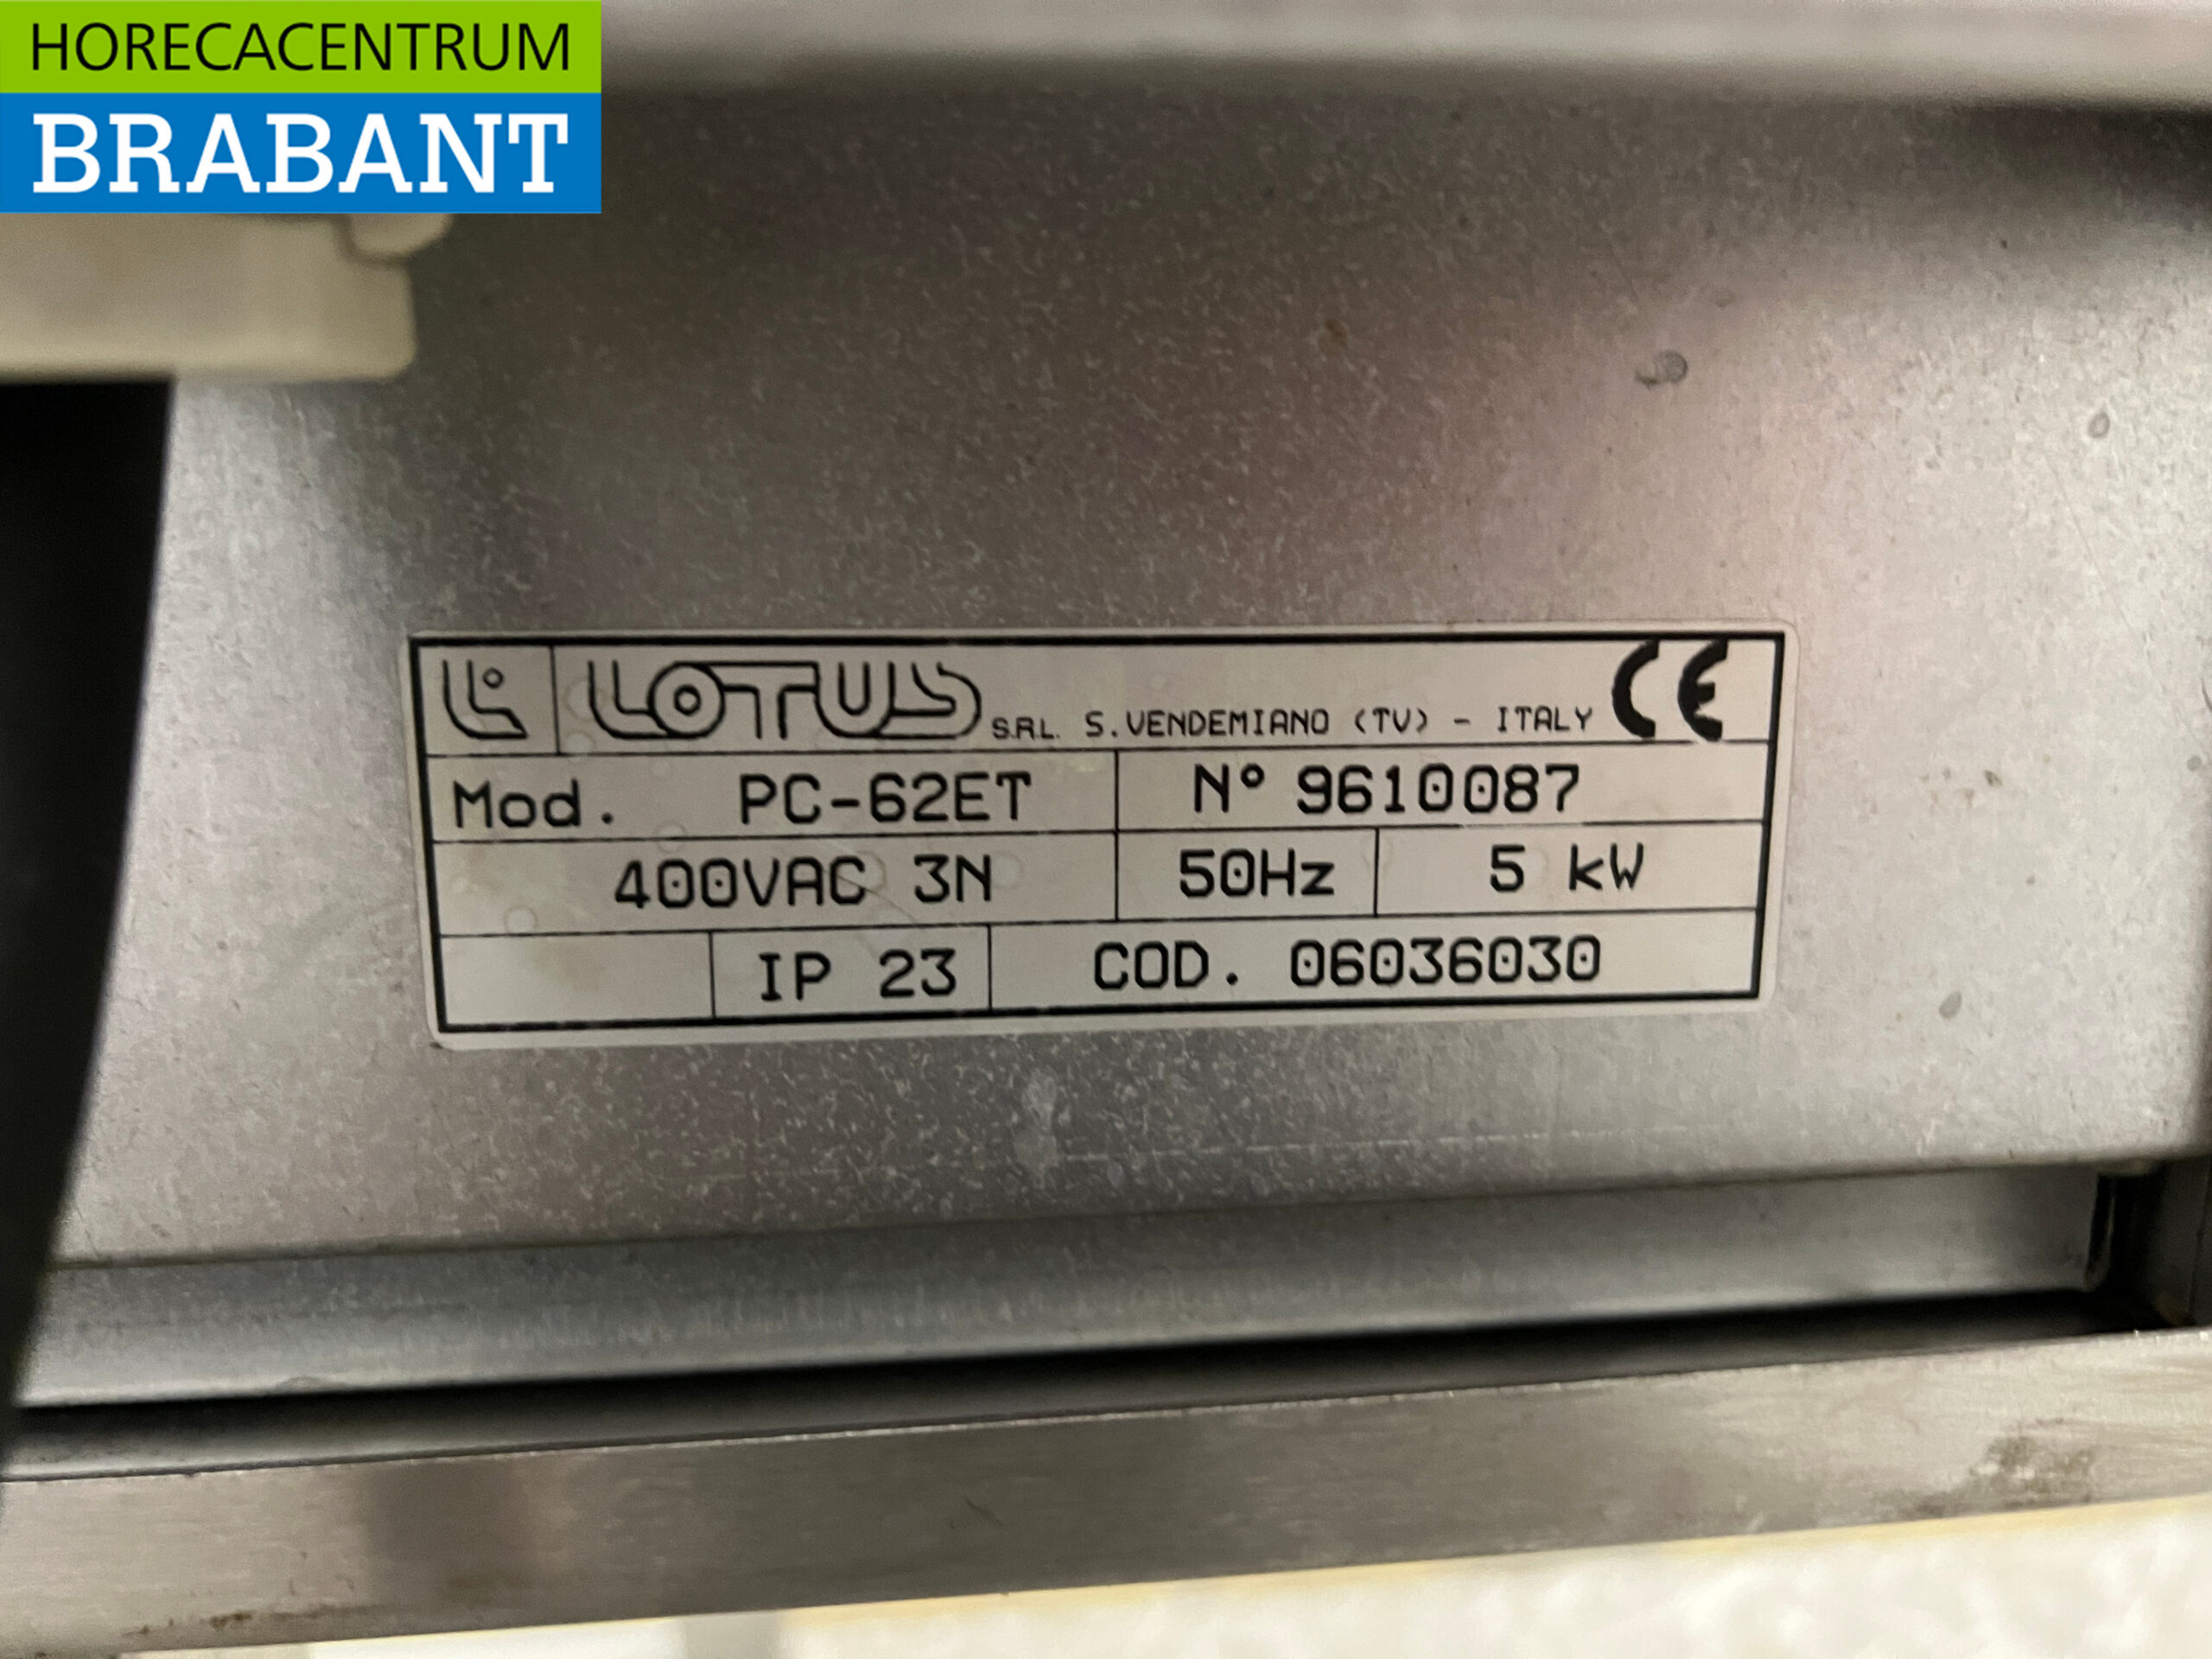 HORECACENTRUM
BRABANT
LOTUS S.R.L. S.VENDEMIANO (TV) - ITALY CE
Mod. PC-62ET N° 9610087
400VAC 3N 50Hz 5 kW
IP 23 COD. 06036030